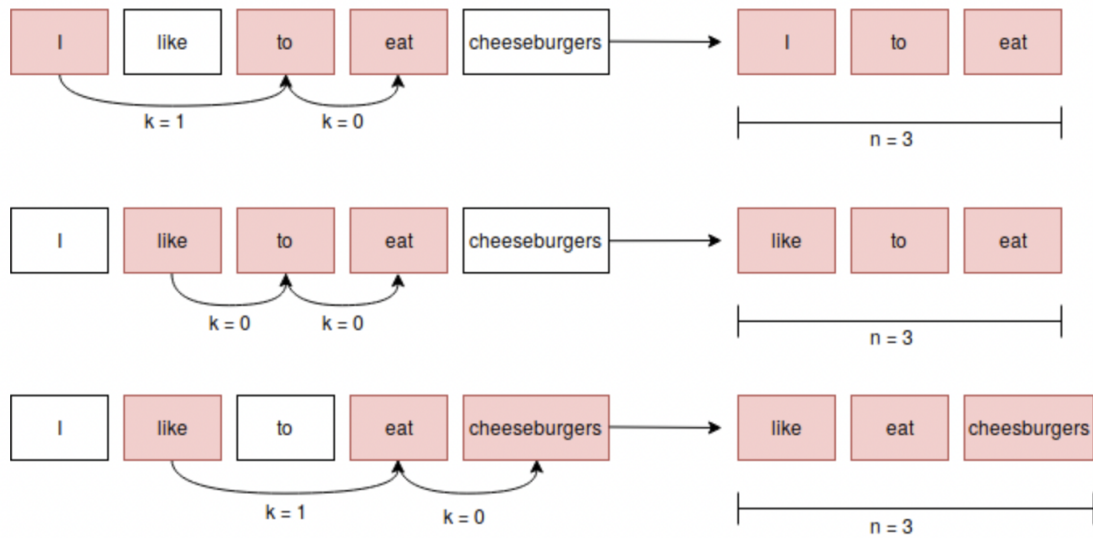 I like to eat cheeseburgers I to eat
k = 1 k = 0
n = 3
I like to eat cheeseburgers like to eat
k = 0 k = 0
n = 3
I like to eat cheeseburgers like eat cheesburgers
k = 1 k = 0
n = 3